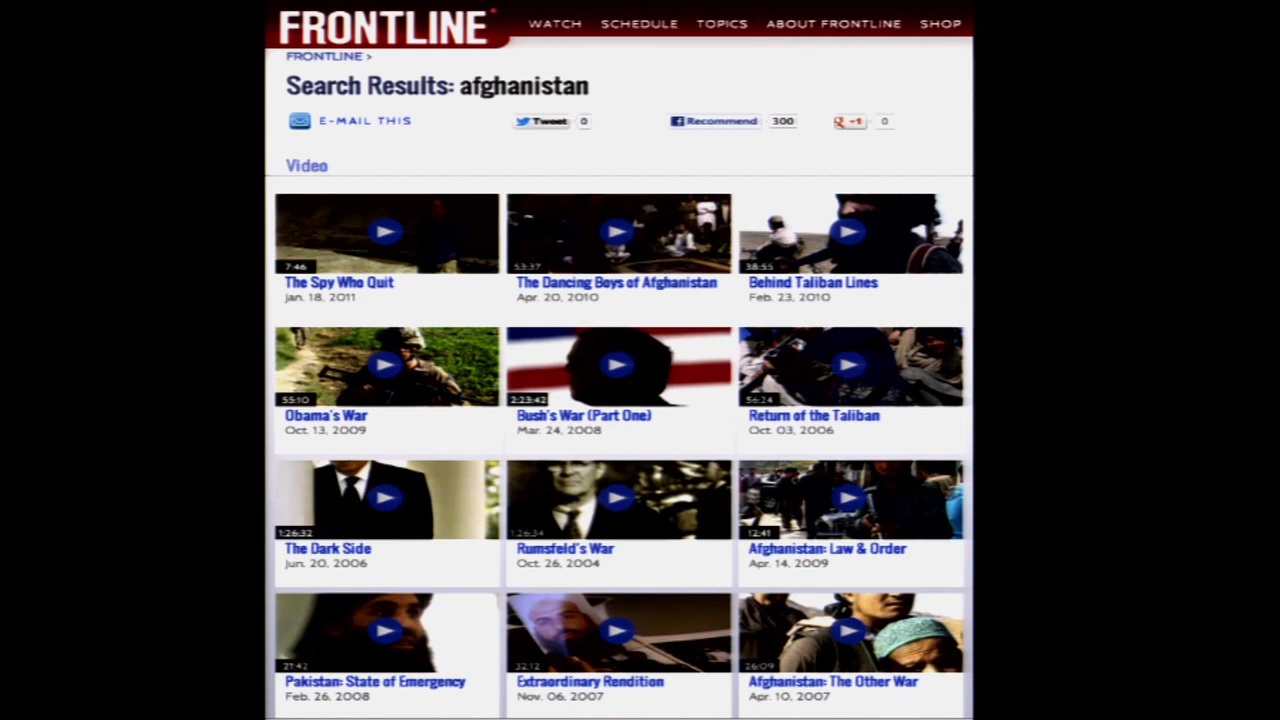 FRONTLINE WATCH SCHEDULE TOPICS ABOUT FRONTLINE SHOP
FRONTLINE >
Search Results: afghanistan
E-MAIL THIS Tweet 0 Recommend 300 +1 0
Video
7:46 53:37 38:55
The Spy Who Quit The Dancing Boys of Afghanistan Behind Taliban Lines
Jan. 18, 2011 Apr. 20, 2010 Feb. 23, 2010
55:10 2:23:42 56:24
Obama's War Bush's War (Part One) Return of the Taliban
Oct. 13, 2009 Mar. 24, 2008 Oct. 03, 2006
1:26:32 1:26:34 12:41
The Dark Side Rumsfeld's War Afghanistan: Law & Order
Jun. 20, 2006 Oct. 26, 2004 Apr. 14, 2009
21:42 32:12 26:09
Pakistan: State of Emergency Extraordinary Rendition Afghanistan: The Other War
Feb. 26, 2008 Nov. 06, 2007 Apr. 10, 2007